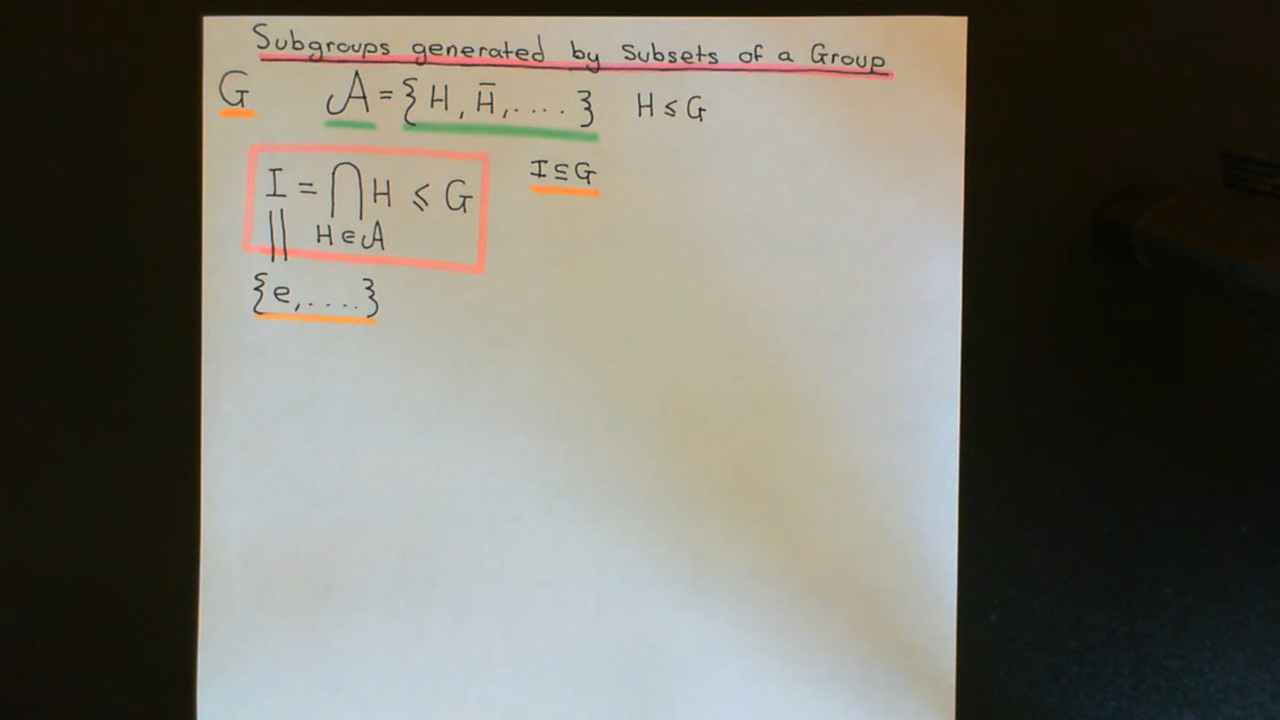 Subgroups generated by Subsets of a Group
G 𝒜 = {H, H̄, ....} H ≤ G
I = ⋂ H ≤ G I ⊆ G
|| H ∈ 𝒜
{e, ....}